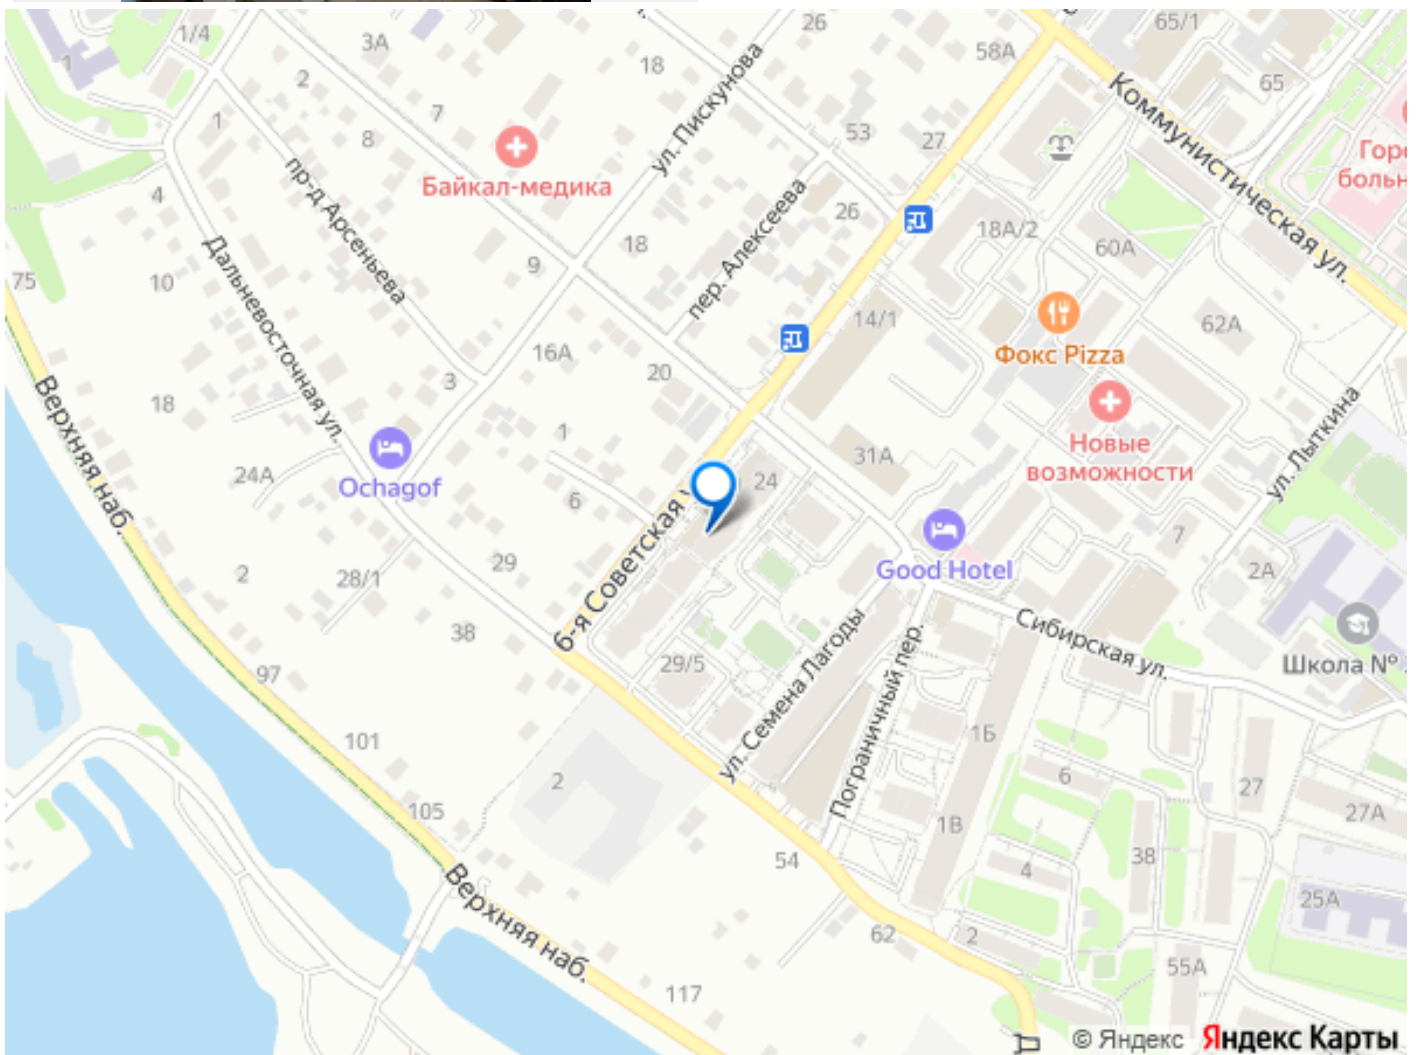 1/4
3А
26
65/1
58А
1
2
18
65
7
ул. Пискунова
Коммунистическая ул.
1
8
53
27
Байкал-медика
пр-д Арсеньева
4
26
18А/2
60А
18
пер. Алексеева
Дальневосточная ул.
9
75
10
14/1
62А
Фокс Pizza
16А
20
3
18
Верхняя наб.
1
31А
Новые
возможности
ул. Лыткина
24А
Ochagof
6
24
7
6-я Советская
Good Hotel
2А
29
28/1
2
38
Сибирская ул.
ул. Семена Лагоды
Пограничный пер.
Школа №
29/5
97
101
1Б
2
6
27
105
27А
1В
54
38
4
Верхняя наб.
25А
62
2
55А
117
© Яндекс Яндекс Карты